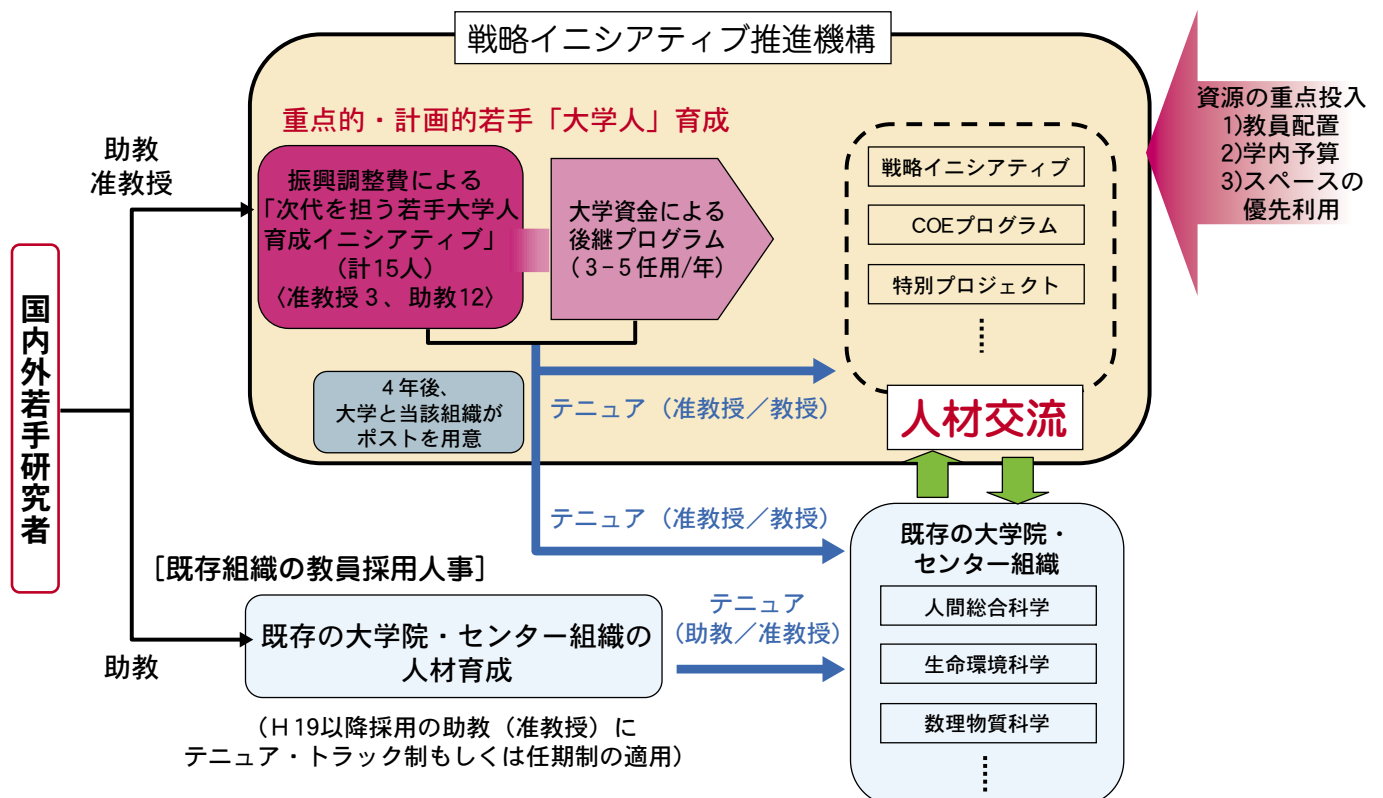 戦略イニシアティブ推進機構
重点的・計画的若手「大学人」育成
助教
准教授
振興調整費による
「次代を担う若手大学人
育成イニシアティブ」
(計15人)
〈准教授3、助教12〉
大学資金による
後継プログラム
(3-5任用/年)
戦略イニシアティブ
COEプログラム
特別プロジェクト
資源の重点投入
1)教員配置
2)学内予算
3)スペースの
優先利用
4年後、
大学と当該組織が
ポストを用意
テニュア(准教授/教授)
人材交流
国内外若手研究者
テニュア(准教授/教授)
[既存組織の教員採用人事]
助教
既存の大学院・センター組織の
人材育成
(H19以降採用の助教(准教授)に
テニュア・トラック制もしくは任期制の適用)
テニュア
(助教/准教授)
既存の大学院・
センター組織
人間総合科学
生命環境科学
数理物質科学